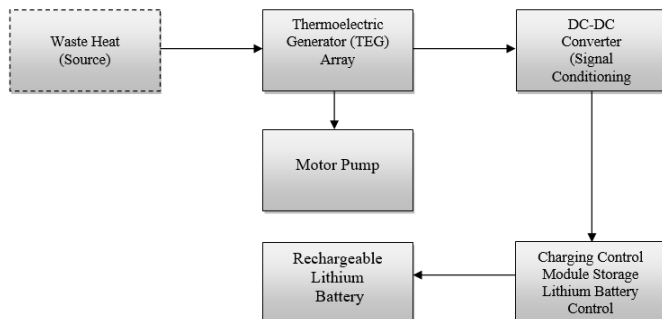 Waste Heat
(Source)
Thermoelectric
Generator (TEG)
Array
DC-DC
Converter
(Signal
Conditioning
Motor Pump
Rechargeable
Lithium
Battery
Charging Control
Module Storage
Lithium Battery
Control